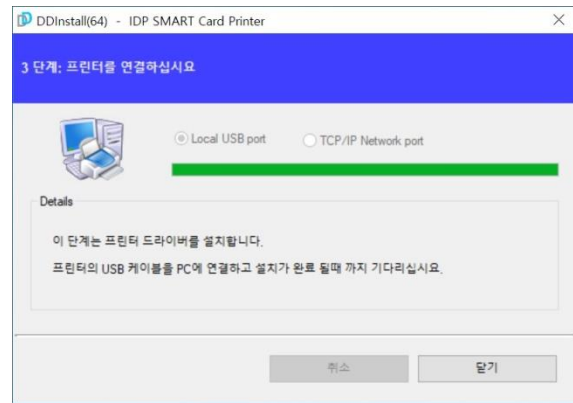 DDInstall(64) - IDP SMART Card Printer
3 단계: 프린터를 연결하십시요
Local USB port TCP/IP Network port
Details
이 단계는 프린터 드라이버를 설치합니다.
프린터의 USB 케이블을 PC에 연결하고 설치가 완료 될때 까지 기다리십시요.
취소 닫기